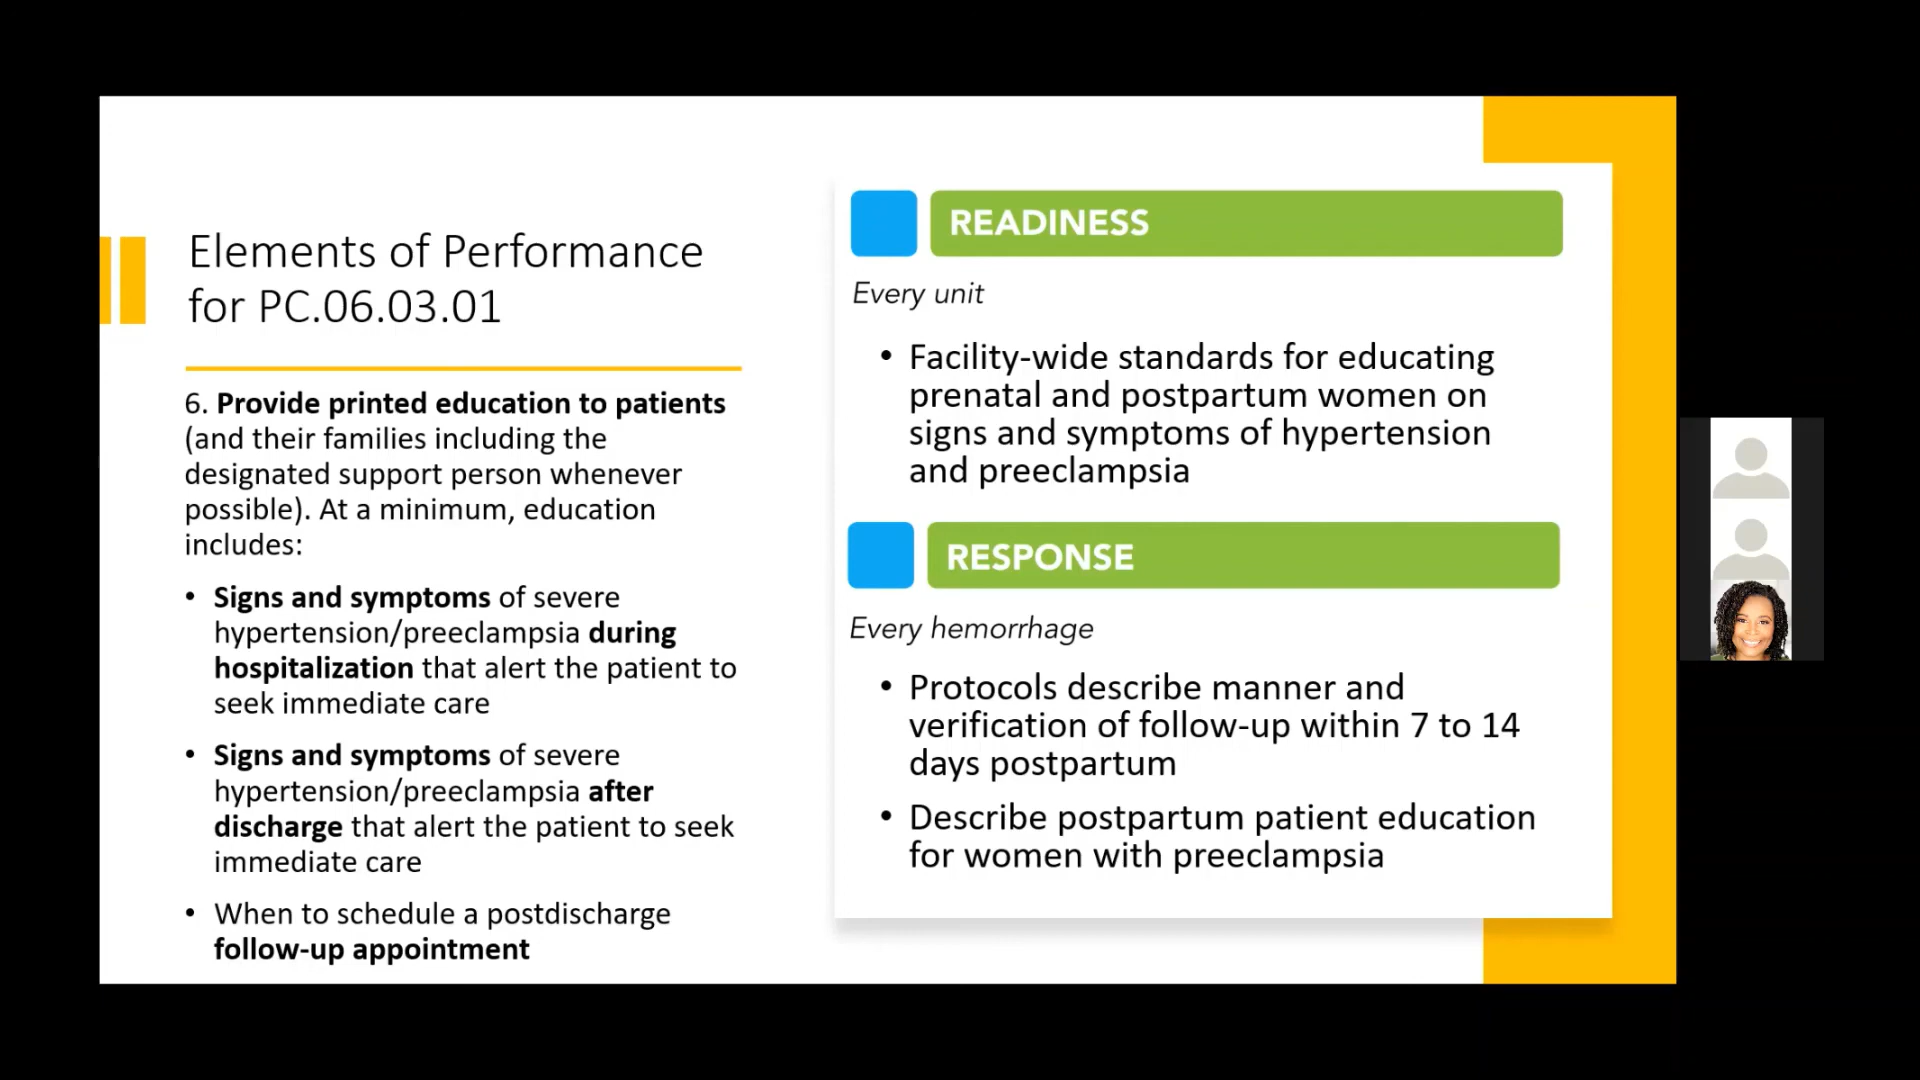 Elements of Performance
for PC.06.03.01
6. Provide printed education to patients
(and their families including the
designated support person whenever
possible). At a minimum, education
includes:
• Signs and symptoms of severe
hypertension/preeclampsia during
hospitalization that alert the patient to
seek immediate care
• Signs and symptoms of severe
hypertension/preeclampsia after
discharge that alert the patient to seek
immediate care
• When to schedule a postdischarge
follow-up appointment
READINESS
Every unit
• Facility-wide standards for educating
prenatal and postpartum women on
signs and symptoms of hypertension
and preeclampsia
RESPONSE
Every hemorrhage
• Protocols describe manner and
verification of follow-up within 7 to 14
days postpartum
• Describe postpartum patient education
for women with preeclampsia